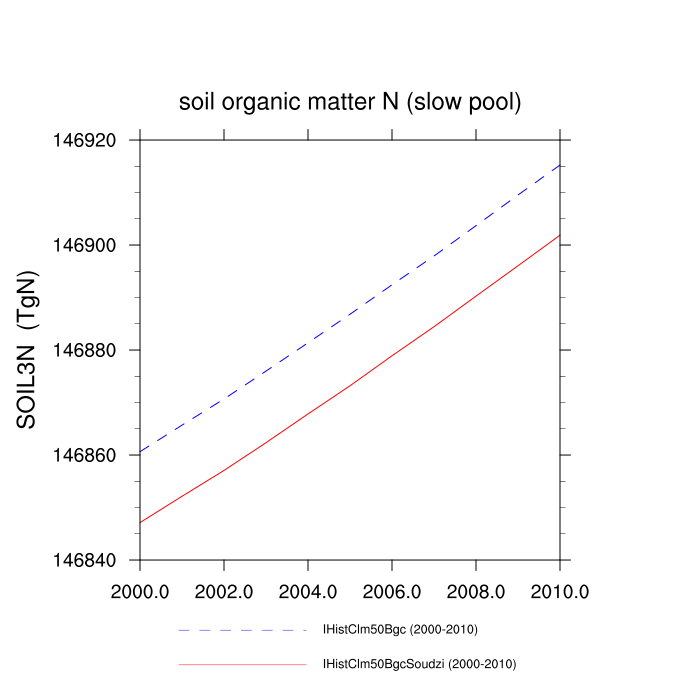 soil organic matter N (slow pool)
146920
146900
146880
146860
146840
SOIL3N (TgN)
2000.0 2002.0 2004.0 2006.0 2008.0 2010.0
IHistClm50Bgc (2000-2010)
IHistClm50BgcSoudzi (2000-2010)